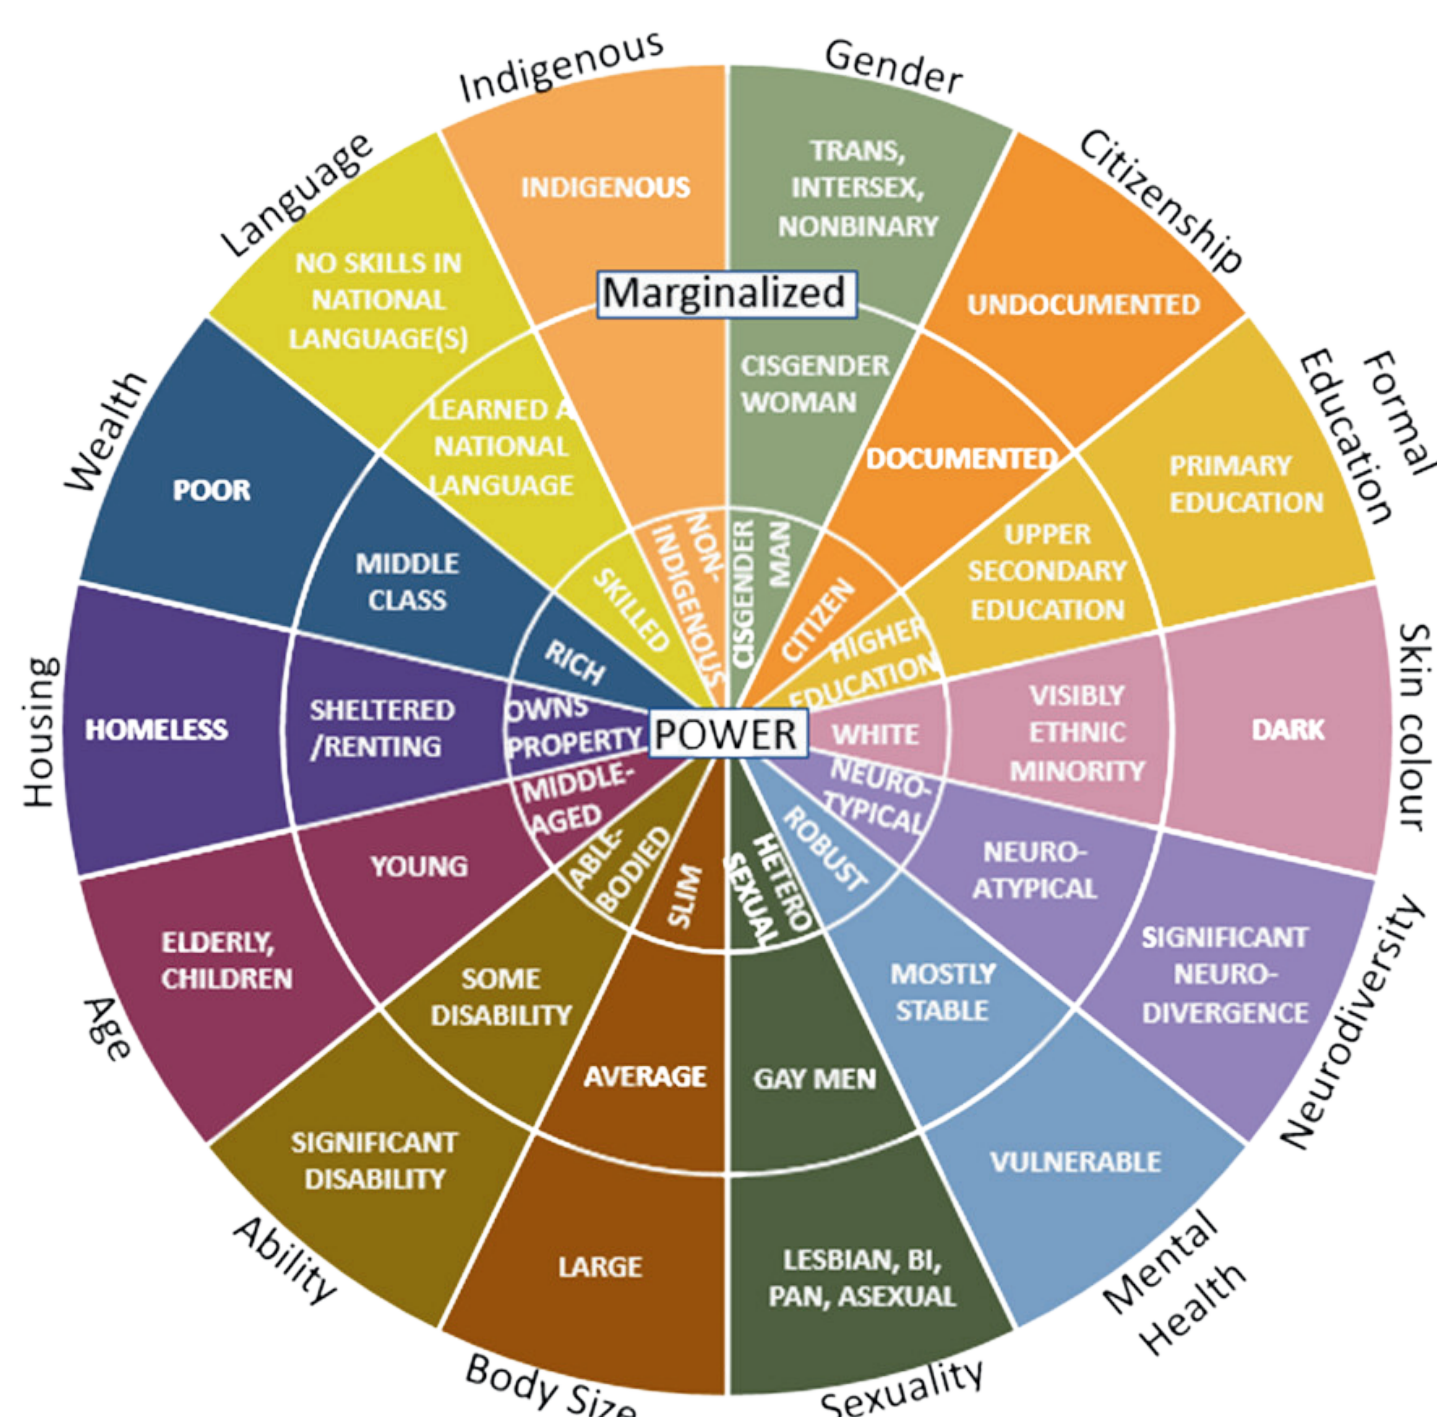 Indigenous
INDIGENOUS
NON-
INDIGENOUS
Gender
TRANS,
INTERSEX,
NONBINARY
CISGENDER
WOMAN
CISGENDER
MAN
Citizenship
UNDOCUMENTED
DOCUMENTED
CITIZEN
Formal
Education
PRIMARY
EDUCATION
UPPER
SECONDARY
EDUCATION
HIGHER
EDUCATION
Skin colour
DARK
VISIBLY
ETHNIC
MINORITY
WHITE
Neurodiversity
SIGNIFICANT
NEURO-
DIVERGENCE
NEURO-
ATYPICAL
NEURO-
TYPICAL
Mental
Health
VULNERABLE
MOSTLY
STABLE
ROBUST
Sexuality
LESBIAN, BI,
PAN, ASEXUAL
GAY MEN
HETERO
SEXUAL
Body Size
LARGE
AVERAGE
SLIM
Ability
SIGNIFICANT
DISABILITY
SOME
DISABILITY
ABLE-
BODIED
Age
ELDERLY,
CHILDREN
YOUNG
MIDDLE-
AGED
Housing
HOMELESS
SHELTERED
/RENTING
OWNS
PROPERTY
Wealth
POOR
MIDDLE
CLASS
RICH
Language
NO SKILLS IN
NATIONAL
LANGUAGE(S)
LEARNED A
NATIONAL
LANGUAGE
SKILLED
Marginalized
POWER